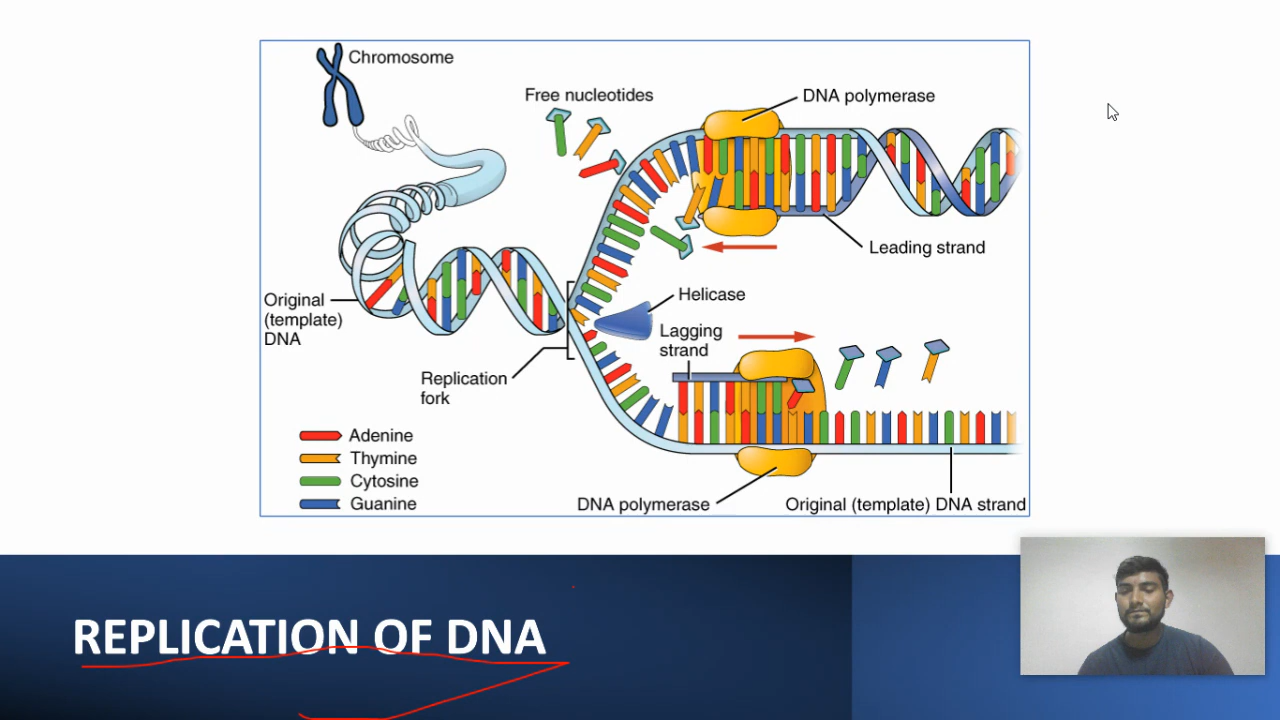 Chromosome
Free nucleotides
DNA polymerase
Leading strand
Helicase
Original
(template)
DNA
Lagging
strand
Replication
fork
Adenine
Thymine
Cytosine
Guanine
DNA polymerase
Original (template) DNA strand
REPLICATION OF DNA